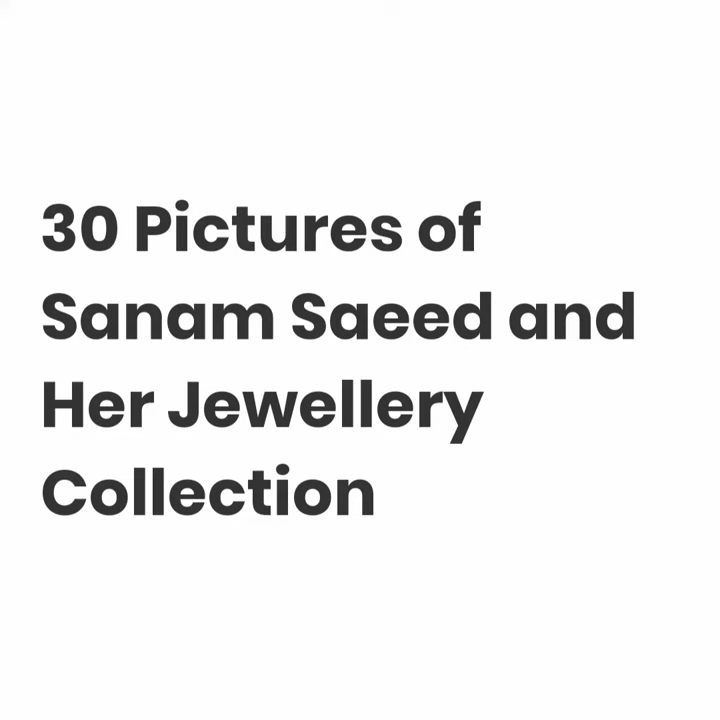 30 Pictures of
Sanam Saeed and
Her Jewellery
Collection